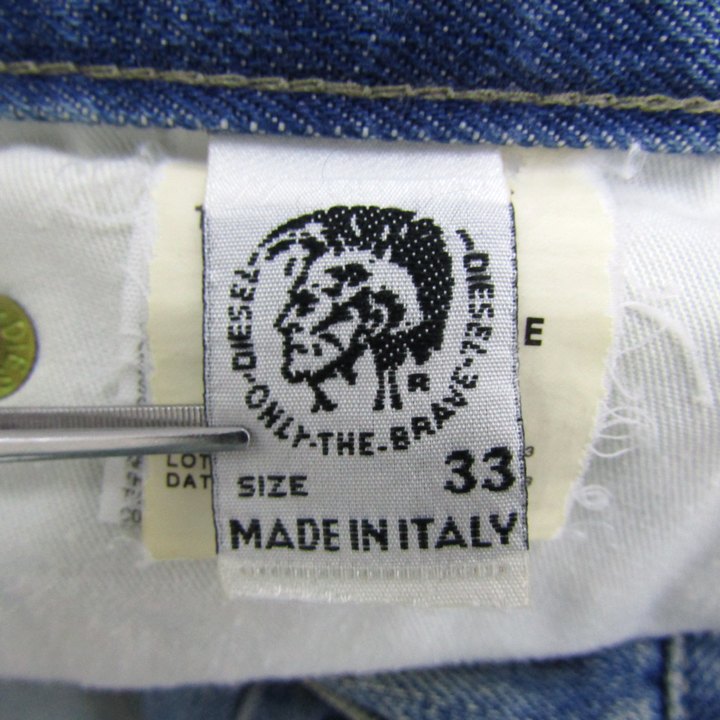 DIESEL-ONLY-THE-BRAVE-DIESEL
R
E
LOT
DAT
SIZE 33
MADE IN ITALY